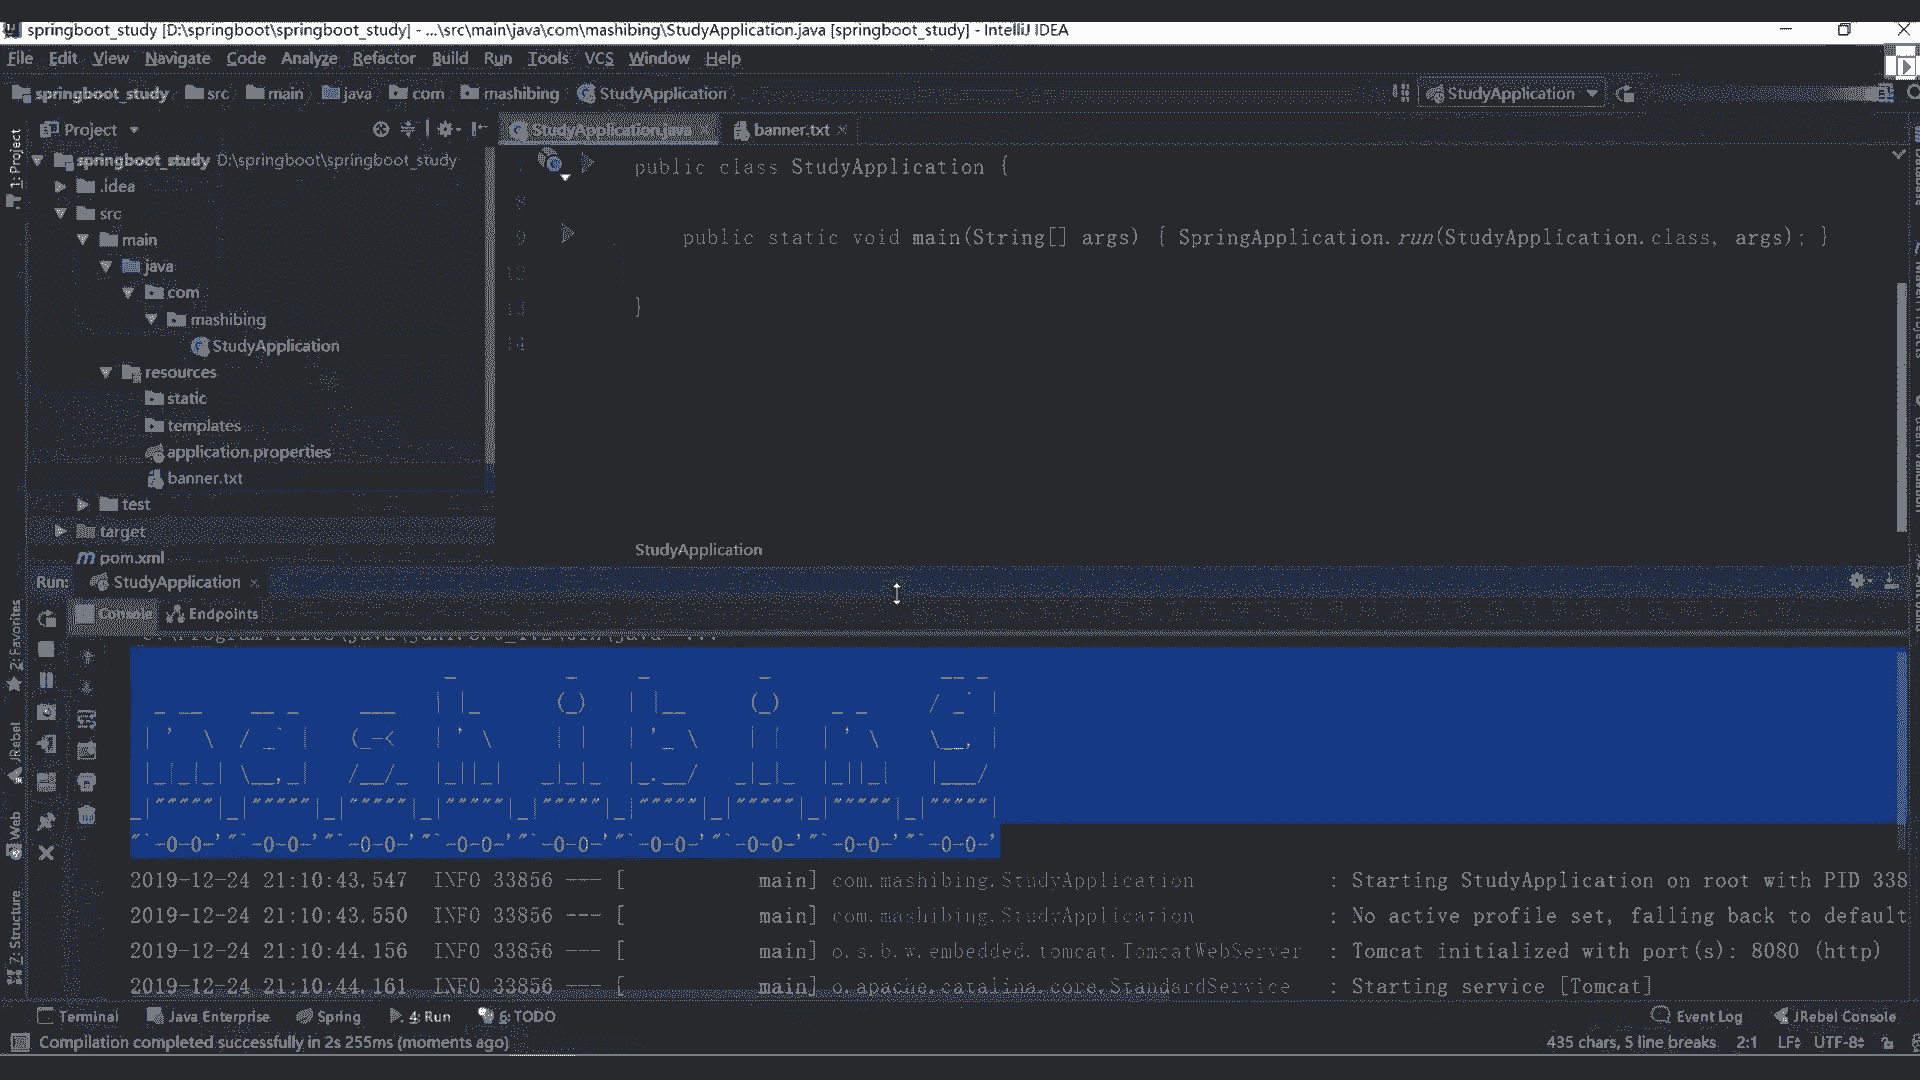 springboot_study [D:\springboot\springboot_study] - ...\src\main\java\com\mashibing\StudyApplication.java [springboot_study] - IntelliJ IDEA
File Edit View Navigate Code Analyze Refactor Build Run Tools VCS Window Help
springboot_study src main java com mashibing StudyApplication StudyApplication
1: Project
Project
StudyApplication.java banner.txt
springboot_study D:\springboot\springboot_study
.idea
src
main
java
com
mashibing
StudyApplication
resources
static
templates
application.properties
banner.txt
test
target
pom.xml
public class StudyApplication {
8
9 public static void main(String[] args) { SpringApplication.run(StudyApplication.class, args); }
12
13 }
14
StudyApplication
Run: StudyApplication
Console Endpoints
2: Favorites
JRebel
Web
7: Structure
mashibing
2019-12-24 21:10:43.547 INFO 33856 --- [ main] com.mashibing.StudyApplication : Starting StudyApplication on root with PID 338
2019-12-24 21:10:43.550 INFO 33856 --- [ main] com.mashibing.StudyApplication : No active profile set, falling back to default
2019-12-24 21:10:44.156 INFO 33856 --- [ main] o.s.b.w.embedded.tomcat.TomcatWebServer : Tomcat initialized with port(s): 8080 (http)
2019-12-24 21:10:44.161 INFO 33856 --- [ main] o.apache.catalina.core.StandardService : Starting service [Tomcat]
Terminal Java Enterprise Spring 4: Run 6: TODO Event Log JRebel Console
Compilation completed successfully in 2s 255ms (moments ago) 435 chars, 5 line breaks 2:1 LF UTF-8